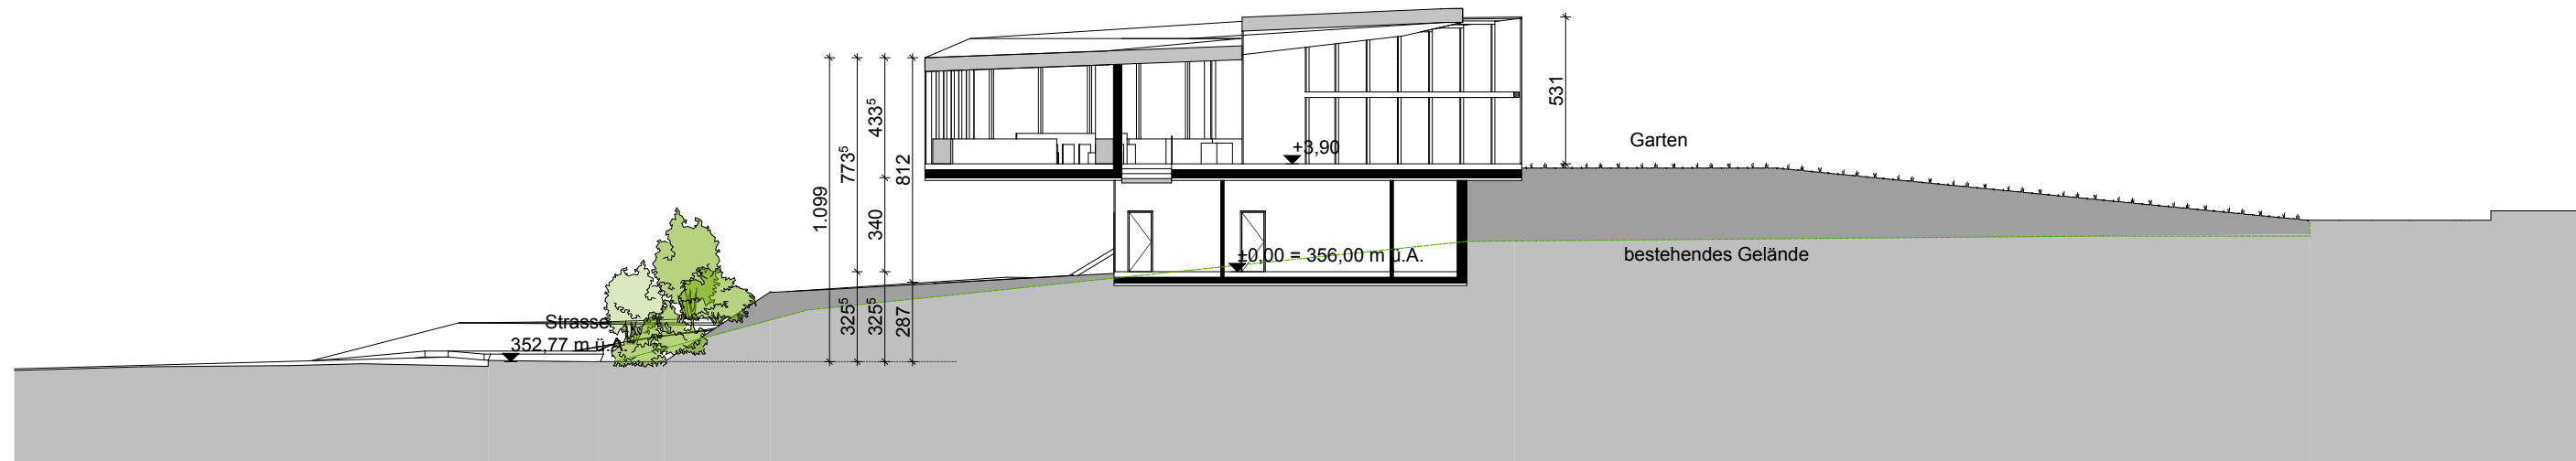 531
433⁵
Garten
+3,90
773⁵
812
1.099
340
±0,00 = 356,00 m ü.A.
bestehendes Gelände
Strasse
325⁵
325⁵
287
352,77 m ü.A.